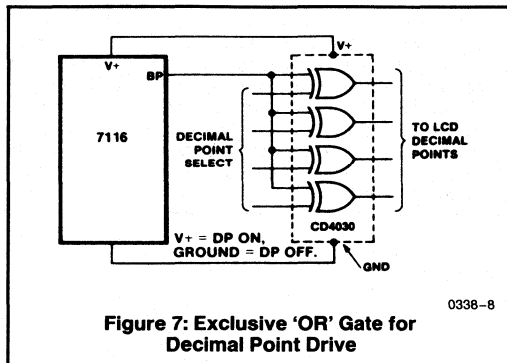 V+
V+
BP
7116
DECIMAL
POINT
SELECT
TO LCD
DECIMAL
POINTS
CD4030
V+ = DP ON,
GROUND = DP OFF.
GND
0338-8
Figure 7: Exclusive 'OR' Gate for
Decimal Point Drive